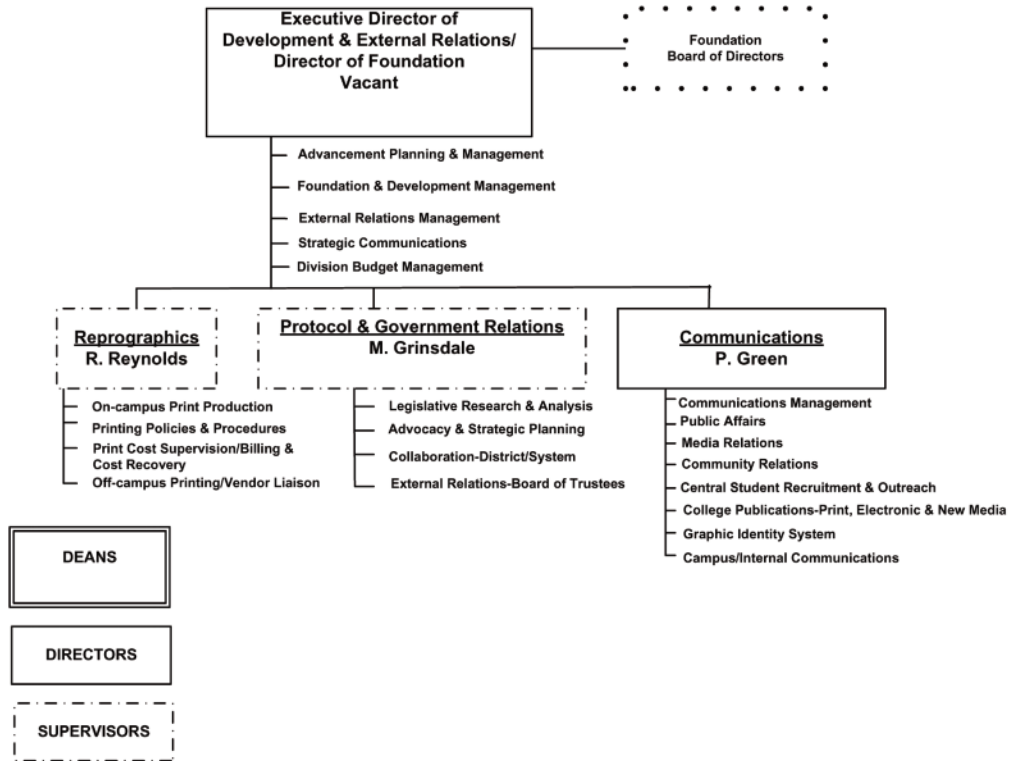 Executive Director of
Development & External Relations/
Director of Foundation
Vacant
Foundation
Board of Directors
Advancement Planning & Management
Foundation & Development Management
External Relations Management
Strategic Communications
Division Budget Management
Reprographics
R. Reynolds
On-campus Print Production
Printing Policies & Procedures
Print Cost Supervision/Billing &
Cost Recovery
Off-campus Printing/Vendor Liaison
Protocol & Government Relations
M. Grinsdale
Legislative Research & Analysis
Advocacy & Strategic Planning
Collaboration-District/System
External Relations-Board of Trustees
Communications
P. Green
Communications Management
Public Affairs
Media Relations
Community Relations
Central Student Recruitment & Outreach
College Publications-Print, Electronic & New Media
Graphic Identity System
Campus/Internal Communications
DEANS
DIRECTORS
SUPERVISORS